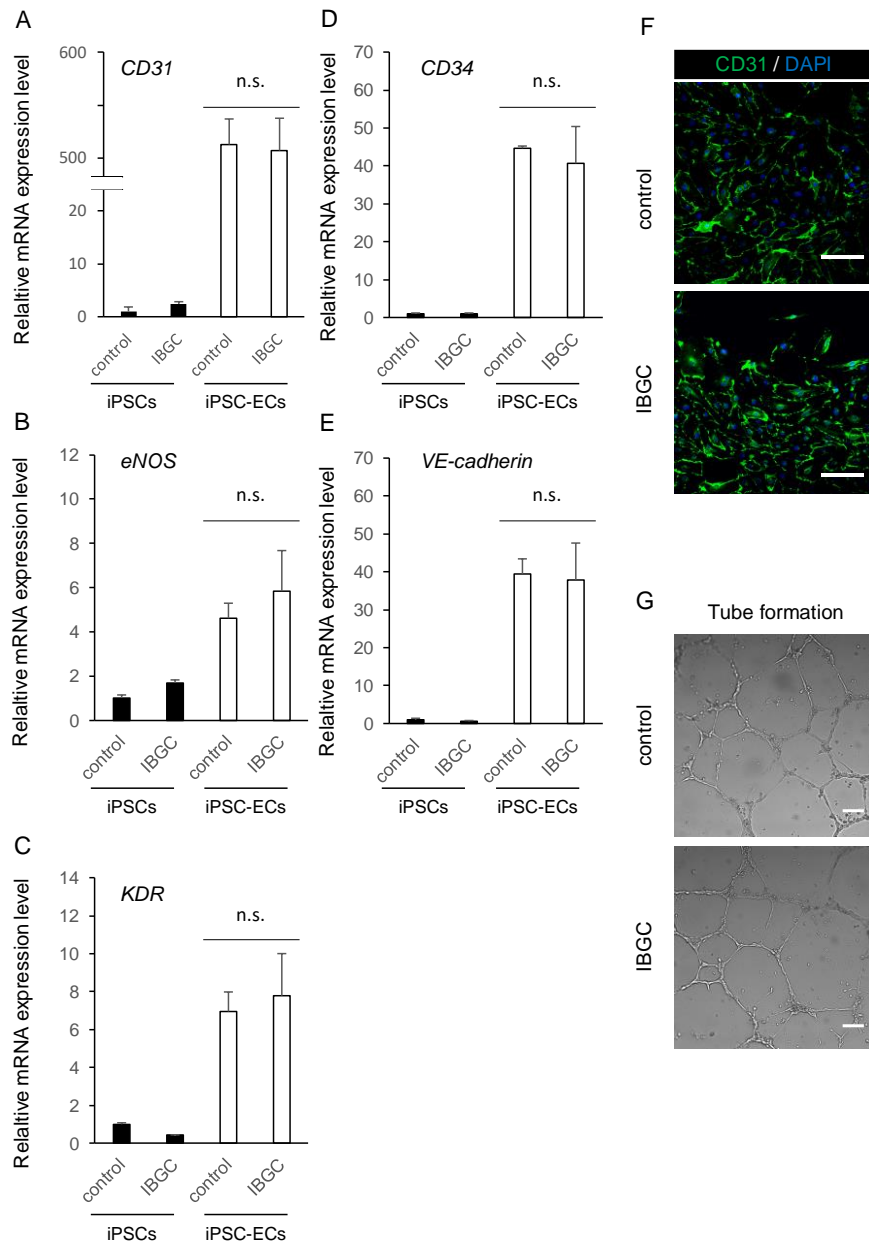 A
Relaltive mRNA expression level
600
500
20
10
0
CD31
n.s.
control
IBGC
control
IBGC
iPSCs
iPSC-ECs
D
Relaltive mRNA expression level
70
60
50
40
30
20
10
0
CD34
n.s.
control
IBGC
control
IBGC
iPSCs
iPSC-ECs
B
Relaltive mRNA expression level
12
10
8
6
4
2
0
eNOS
n.s.
control
IBGC
control
IBGC
iPSCs
iPSC-ECs
E
Relaltive mRNA expression level
70
60
50
40
30
20
10
0
VE-cadherin
n.s.
control
IBGC
control
IBGC
iPSCs
iPSC-ECs
C
Relaltive mRNA expression level
14
12
10
8
6
4
2
0
KDR
n.s.
control
IBGC
control
IBGC
iPSCs
iPSC-ECs
F
CD31 / DAPI
control
IBGC
G
Tube formation
control
IBGC